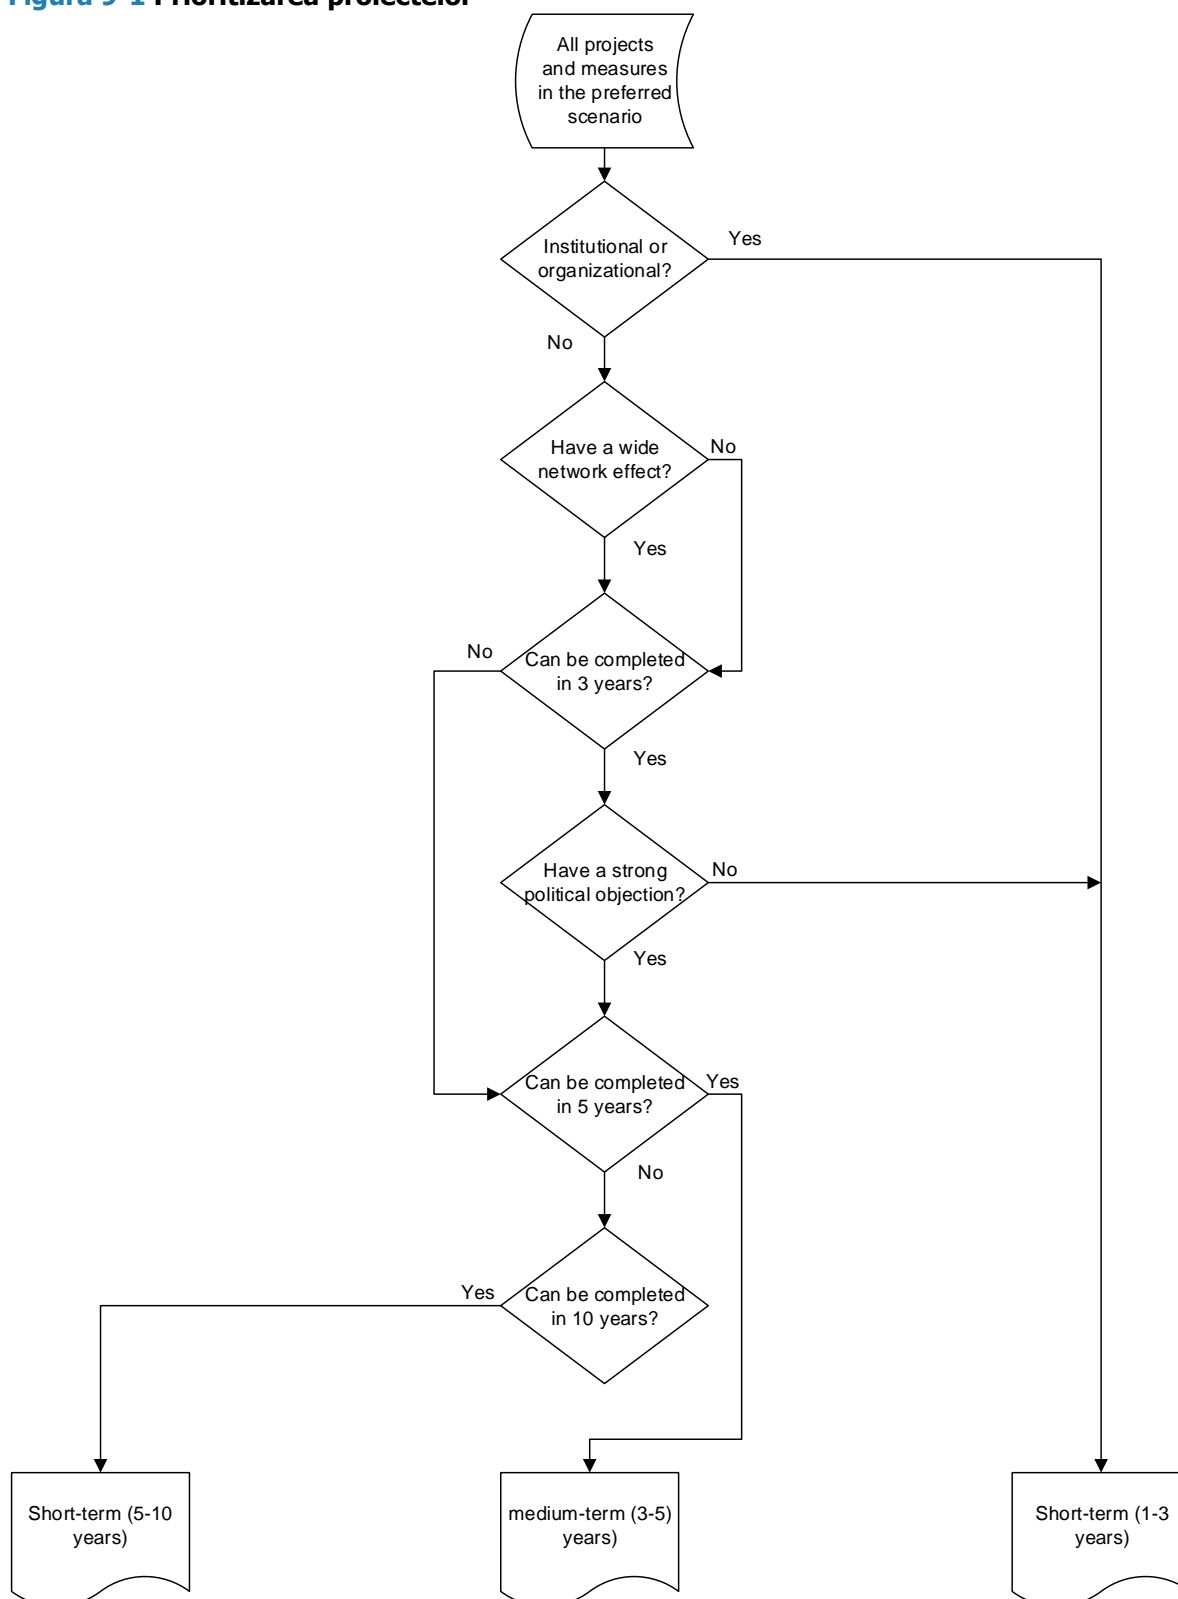 Figura 9-1 Prioritizarea proiectelor
All projects
and measures
in the preferred
scenario
Institutional or
organizational?
Yes
No
Have a wide
network effect?
No
Yes
Can be completed
in 3 years?
No
Yes
Have a strong
political objection?
No
Yes
Can be completed
in 5 years?
Yes
No
Can be completed
in 10 years?
Yes
Short-term (5-10
years)
medium-term (3-5)
years)
Short-term (1-3
years)